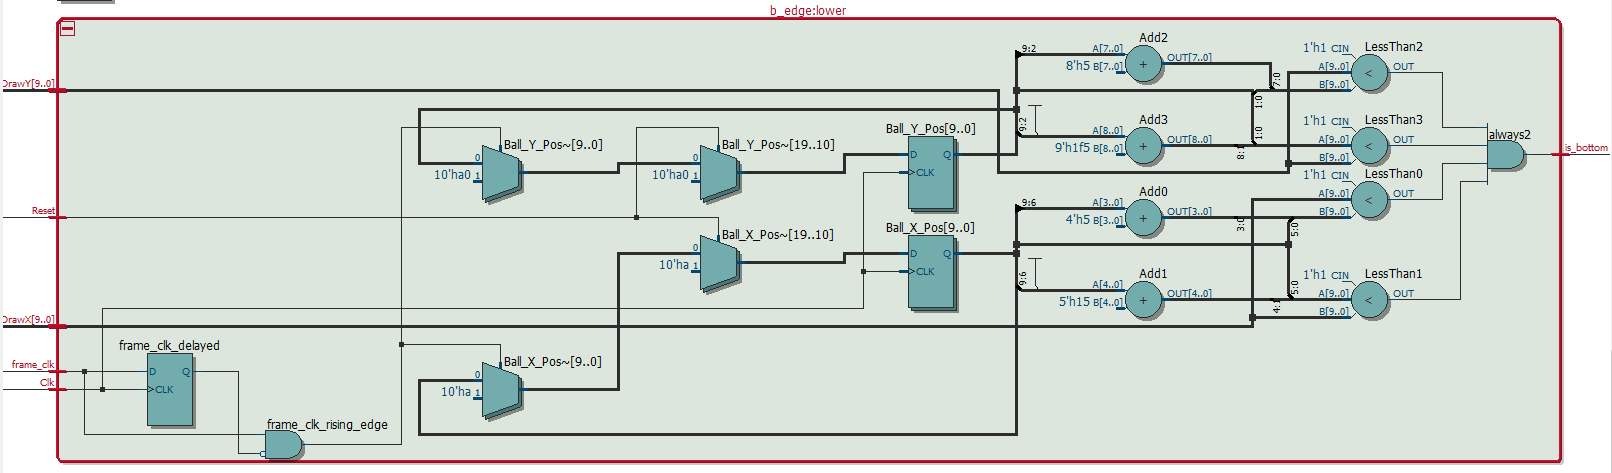 b_edge:lower
DrawY[9..0]
9:2
A[7..0]
8'h5 B[7..0]
Add2
+
OUT[7..0]
7:0
1:0
1'h1 CIN
A[9..0]
B[9..0]
LessThan2
<
OUT
9:2
A[8..0]
9'h1f5 B[8..0]
Add3
+
OUT[8..0]
8:1
1:0
1'h1 CIN
A[9..0]
B[9..0]
LessThan3
<
OUT
always2
is_bottom
Ball_Y_Pos~[9..0]
0
10'ha0 1
Ball_Y_Pos~[19..10]
0
10'ha0 1
Ball_Y_Pos[9..0]
D
Q
CLK
Reset
9:6
A[3..0]
4'h5 B[3..0]
Add0
+
OUT[3..0]
3:0
5:0
1'h1 CIN
A[9..0]
B[9..0]
LessThan0
<
OUT
Ball_X_Pos~[19..10]
0
10'ha 1
Ball_X_Pos[9..0]
D
Q
CLK
9:6
A[4..0]
5'h15 B[4..0]
Add1
+
OUT[4..0]
4:1
5:0
1'h1 CIN
A[9..0]
B[9..0]
LessThan1
<
OUT
DrawX[9..0]
frame_clk
Clk
frame_clk_delayed
D
Q
CLK
Ball_X_Pos~[9..0]
0
10'ha 1
frame_clk_rising_edge